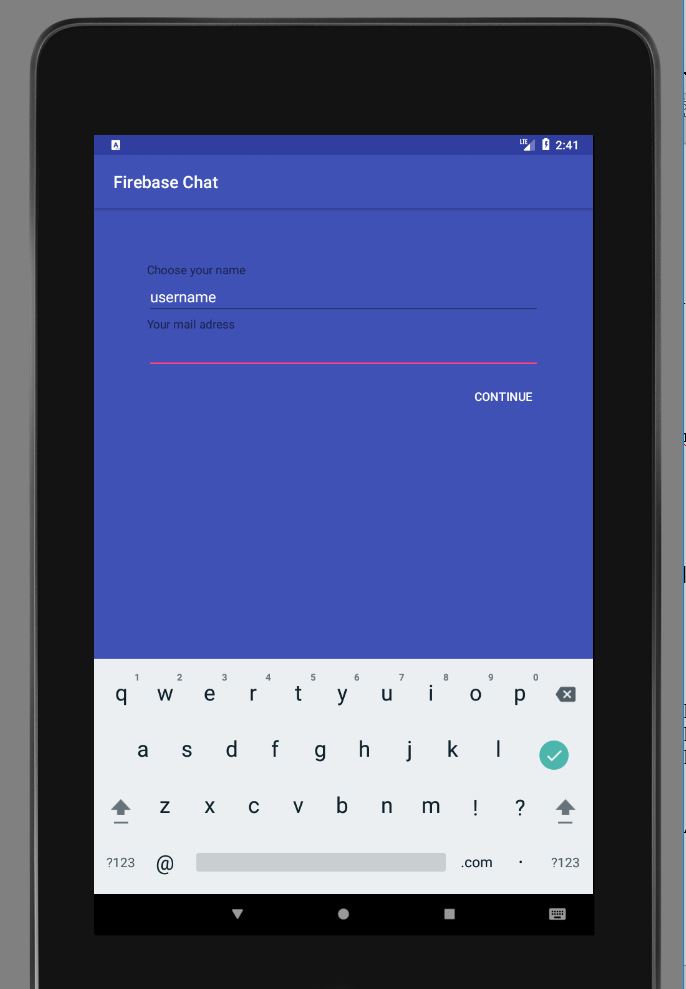 LTE 2:41
Firebase Chat
Choose your name
username
Your mail adress
CONTINUE
1 2 3 4 5 6 7 8 9 0
q w e r t y u i o p
a s d f g h j k l
z x c v b n m ! ?
?123 @ .com . ?123